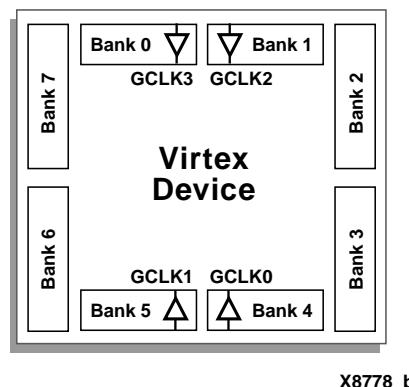 Bank 0
Bank 1
GCLK3 GCLK2
Bank 7
Bank 2
Virtex
Device
Bank 6
Bank 3
GCLK1 GCLK0
Bank 5
Bank 4
X8778_b